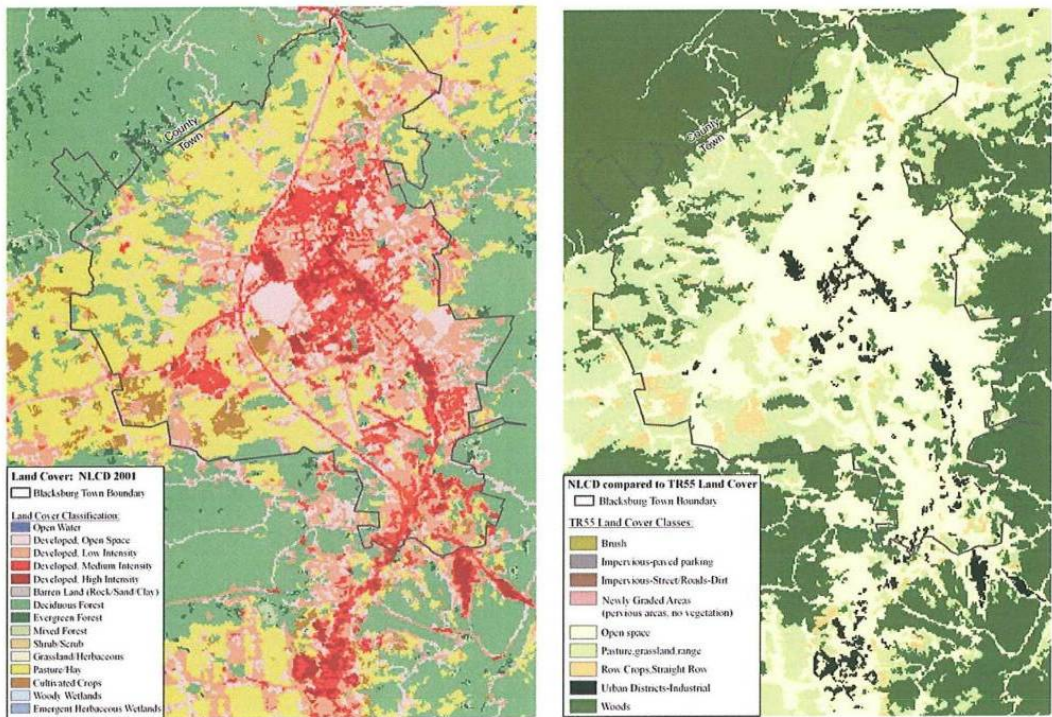 County
Town
Land Cover: NLCD 2001
Blacksburg Town Boundary
Land Cover Classification:
Open Water
Developed, Open Space
Developed, Low Intensity
Developed, Medium Intensity
Developed, High Intensity
Barren Land (Rock/Sand/Clay)
Deciduous Forest
Evergreen Forest
Mixed Forest
Shrub/Scrub
Grassland/Herbaceous
Pasture/Hay
Cultivated Crops
Woody Wetlands
Emergent Herbaceous Wetlands
County
Town
NLCD compared to TR55 Land Cover
Blacksburg Town Boundary
TR55 Land Cover Classes:
Brush
Impervious-paved parking
Impervious-Street/Roads-Dirt
Newly Graded Areas
(pervious areas, no vegetation)
Open space
Pasture,grassland,range
Row Crops,Straight Row
Urban Districts-Industrial
Woods